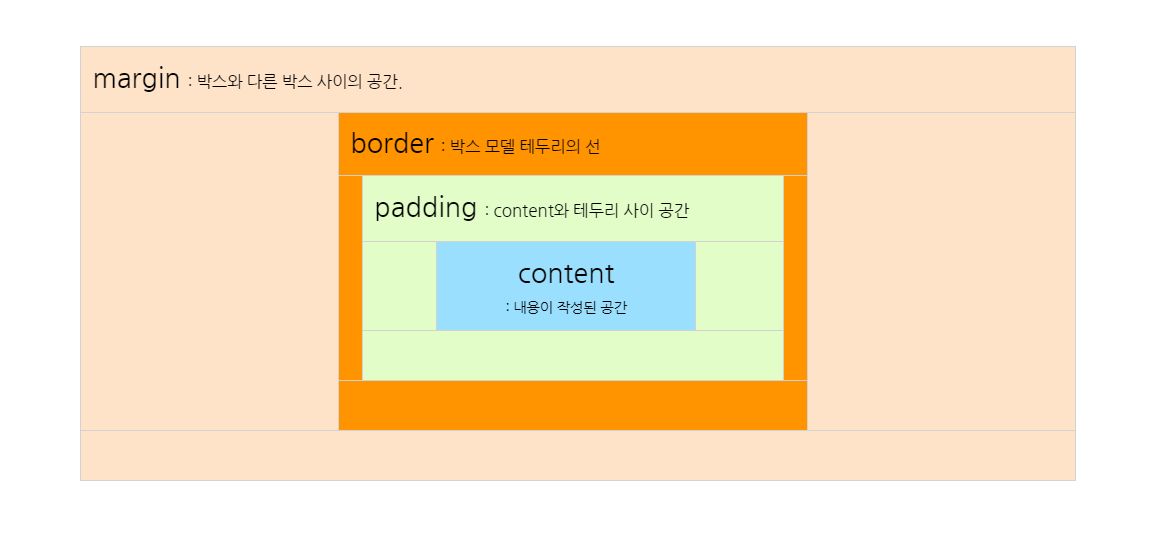 margin : 박스와 다른 박스 사이의 공간.
border : 박스 모델 테두리의 선
padding : content와 테두리 사이 공간
content
: 내용이 작성된 공간